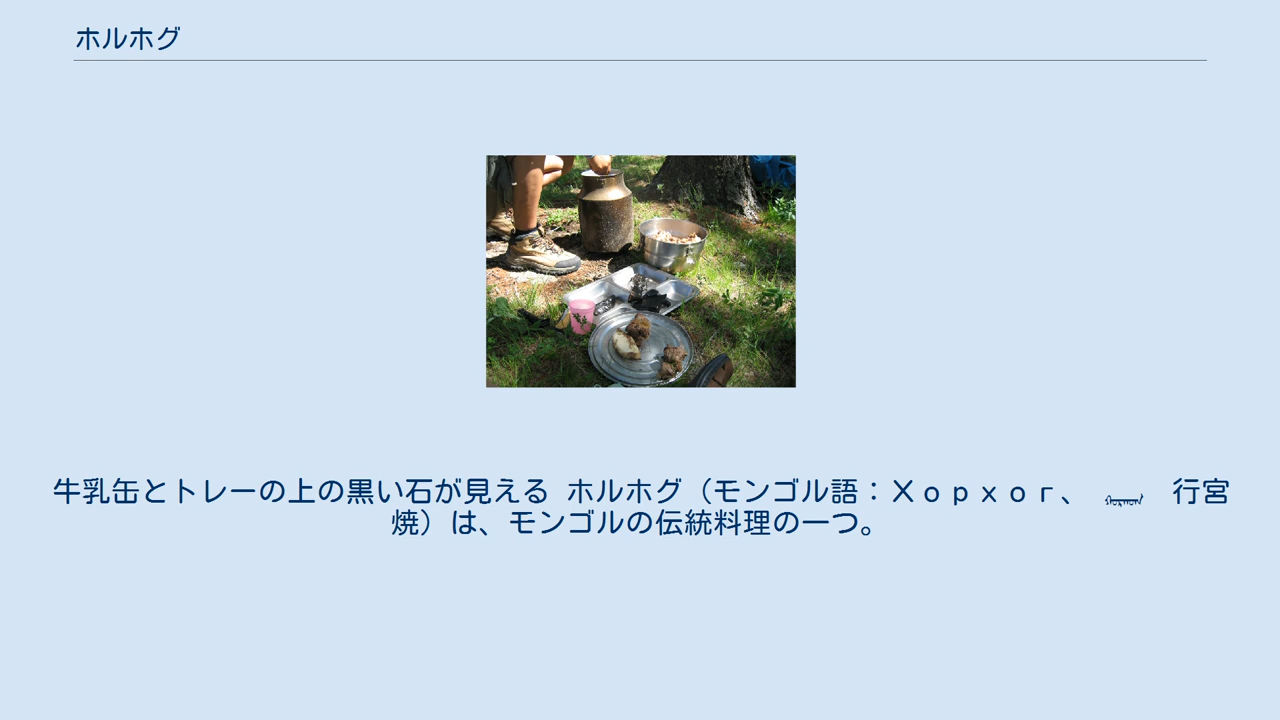 ホルホグ
牛乳缶とトレーの上の黒い石が見える ホルホグ（モンゴル語：Ｘｏｐｘｏｒ、 行宮
焼）は、モンゴルの伝統料理の一つ。